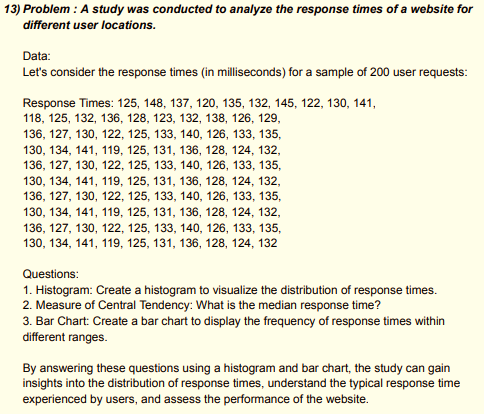 13) Problem : A study was conducted to analyze the response times of a website for
different user locations.
Data:
Let's consider the response times (in milliseconds) for a sample of 200 user requests:
Response Times: 125, 148, 137, 120, 135, 132, 145, 122, 130, 141,
118, 125, 132, 136, 128, 123, 132, 138, 126, 129,
136, 127, 130, 122, 125, 133, 140, 126, 133, 135,
130, 134, 141, 119, 125, 131, 136, 128, 124, 132,
136, 127, 130, 122, 125, 133, 140, 126, 133, 135,
130, 134, 141, 119, 125, 131, 136, 128, 124, 132,
136, 127, 130, 122, 125, 133, 140, 126, 133, 135,
130, 134, 141, 119, 125, 131, 136, 128, 124, 132,
136, 127, 130, 122, 125, 133, 140, 126, 133, 135,
130, 134, 141, 119, 125, 131, 136, 128, 124, 132
Questions:
1. Histogram: Create a histogram to visualize the distribution of response times.
2. Measure of Central Tendency: What is the median response time?
3. Bar Chart: Create a bar chart to display the frequency of response times within
different ranges.
By answering these questions using a histogram and bar chart, the study can gain
insights into the distribution of response times, understand the typical response time
experienced by users, and assess the performance of the website.